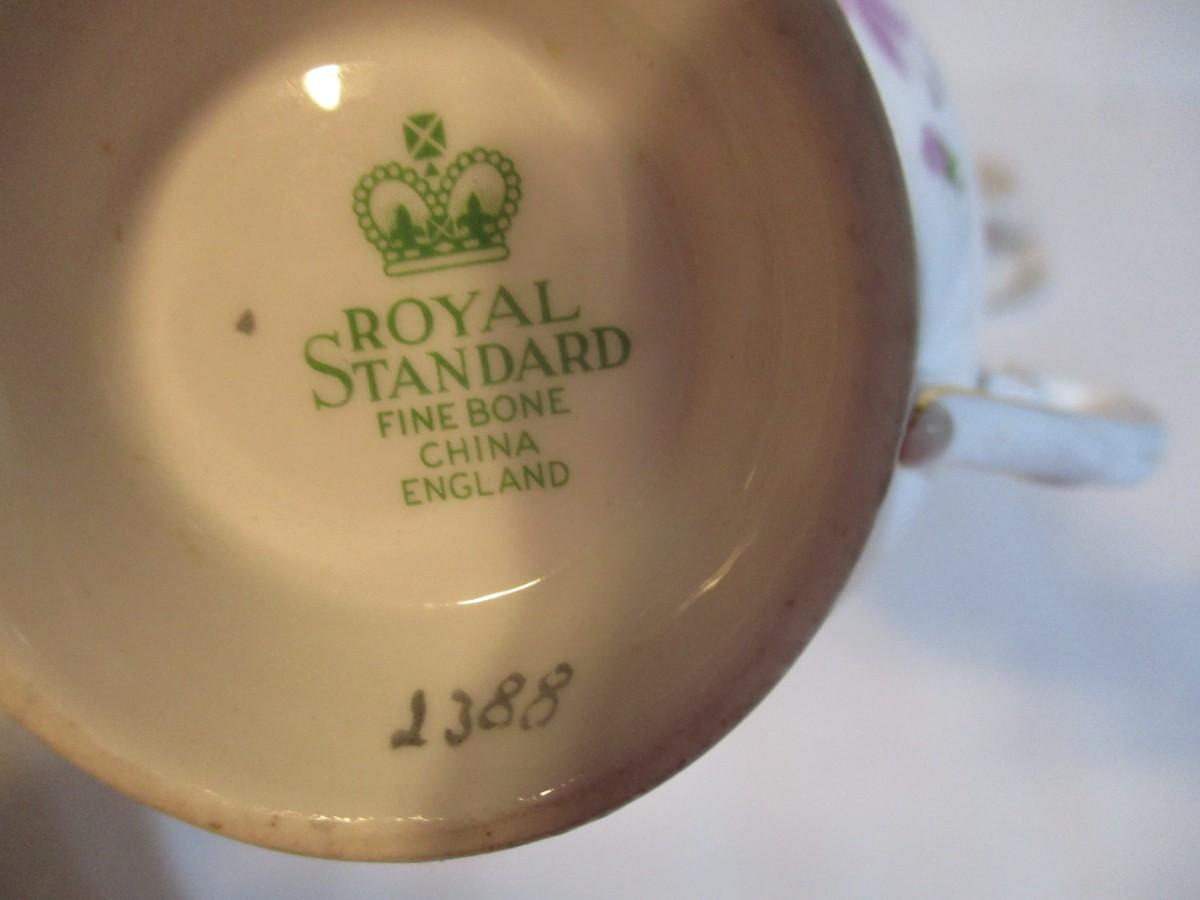 ROYAL
STANDARD
FINE BONE
CHINA
ENGLAND
1388